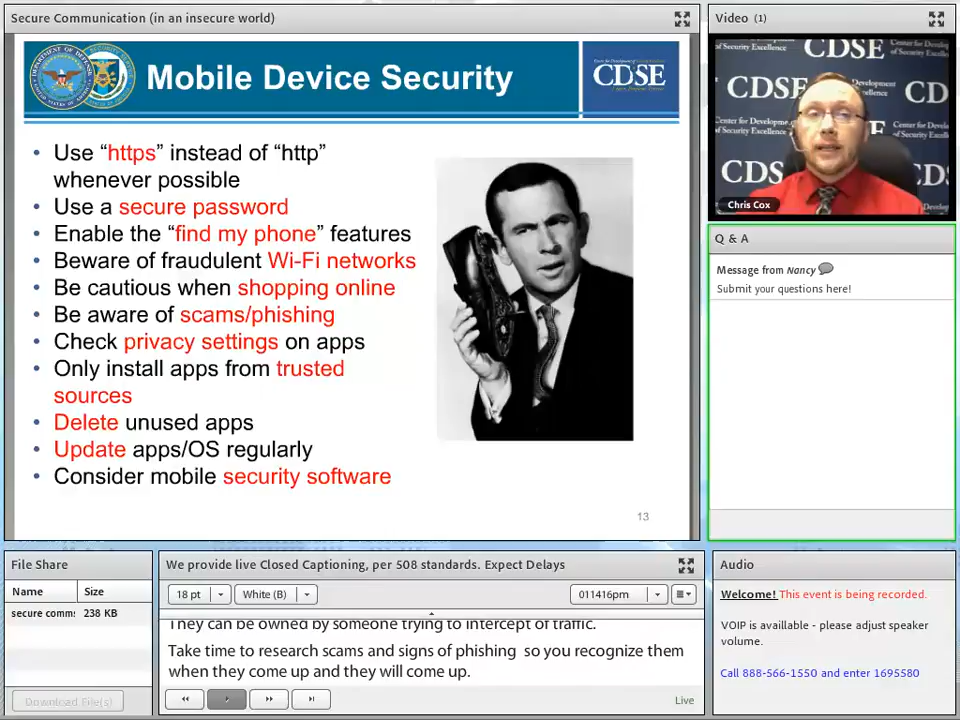 Secure Communication (in an insecure world)
Mobile Device Security
CDSE
• Use “https” instead of “http”
whenever possible
• Use a secure password
• Enable the “find my phone” features
• Beware of fraudulent Wi-Fi networks
• Be cautious when shopping online
• Be aware of scams/phishing
• Check privacy settings on apps
• Only install apps from trusted
sources
• Delete unused apps
• Update apps/OS regularly
• Consider mobile security software
13
Video (1)
CDSE
Chris Cox
Q & A
Message from Nancy
Submit your questions here!
File Share
Name Size
secure comm: 238 KB
Download File(s)
We provide live Closed Captioning, per 508 standards. Expect Delays
18 pt White (B) 011416pm
They can be owned by someone trying to intercept of traffic.
Take time to research scams and signs of phishing so you recognize them
when they come up and they will come up.
Live
Audio
Welcome! This event is being recorded.
VOIP is availlable - please adjust speaker
volume.
Call 888-566-1550 and enter 1695580